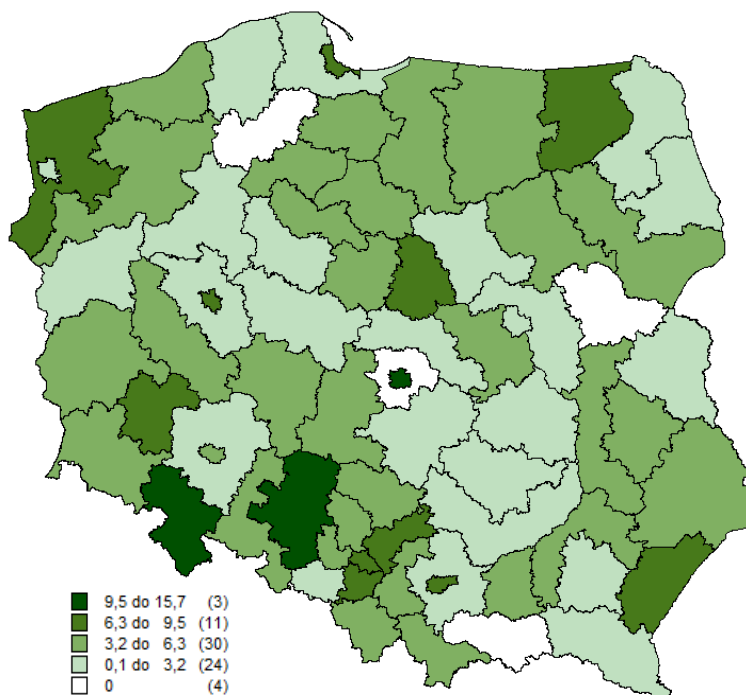 9,5 do 15,7 (3)
6,3 do 9,5 (11)
3,2 do 6,3 (30)
0,1 do 3,2 (24)
0 (4)